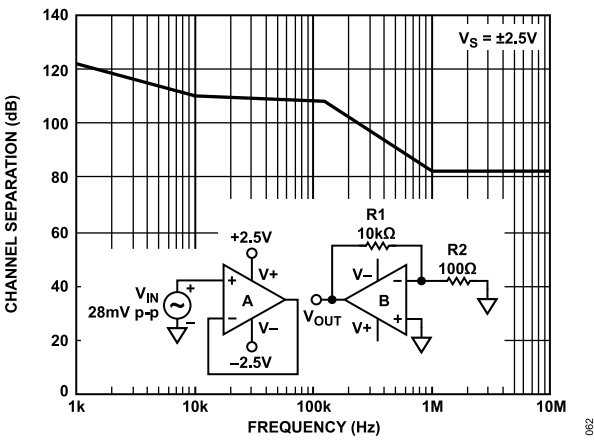 140
120
100
80
60
40
20
0
CHANNEL SEPARATION (dB)
VS = ±2.5V
R1
10kΩ
R2
100Ω
+2.5V
V+
V–
–2.5V
A
+
–
VIN
28mV p-p
+
–
V–
B
V+
–
+
VOUT
1k 10k 100k 1M 10M
FREQUENCY (Hz)
062